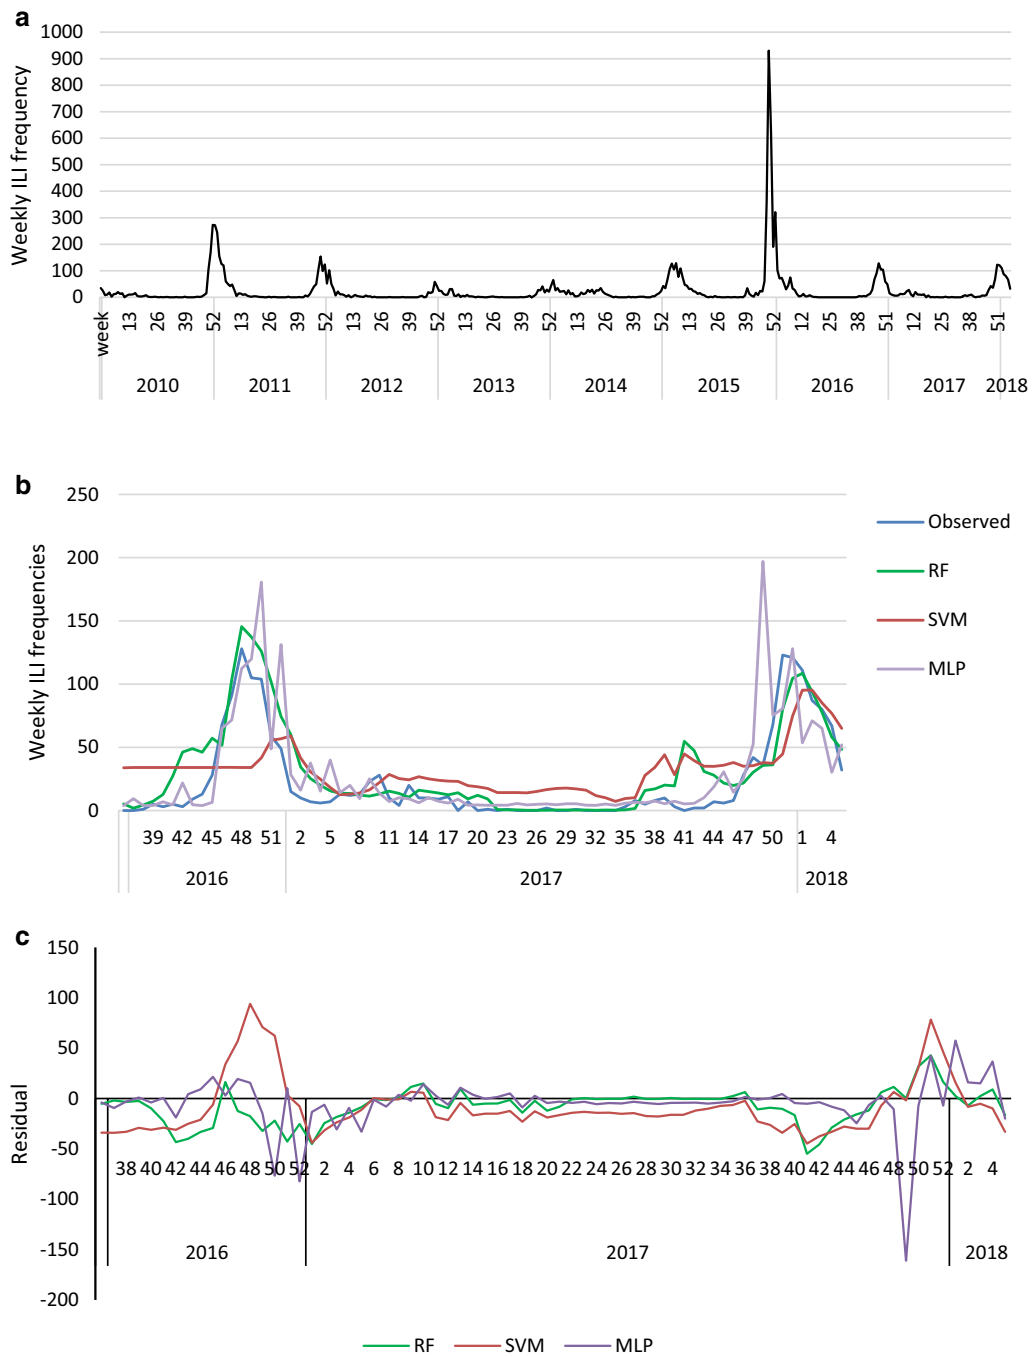 a
1000
900
800
700
600
500
400
300
200
100
0
Weekly ILI frequency
week 13 26 39 52 13 26 39 52 13 26 39 52 13 26 39 52 13 26 39 52 13 26 39 52 12 25 38 51 12 25 38 51
2010 2011 2012 2013 2014 2015 2016 2017 2018
b
250
200
150
100
50
0
Weekly ILI frequencies
Observed
RF
SVM
MLP
39 42 45 48 51 2 5 8 11 14 17 20 23 26 29 32 35 38 41 44 47 50 1 4
2016 2017 2018
c
150
100
50
0
-50
-100
-150
-200
Residual
38 40 42 44 46 48 50 52 2 4 6 8 10 12 14 16 18 20 22 24 26 28 30 32 34 36 38 40 42 44 46 48 50 52 2 4
2016 2017 2018
RF SVM MLP